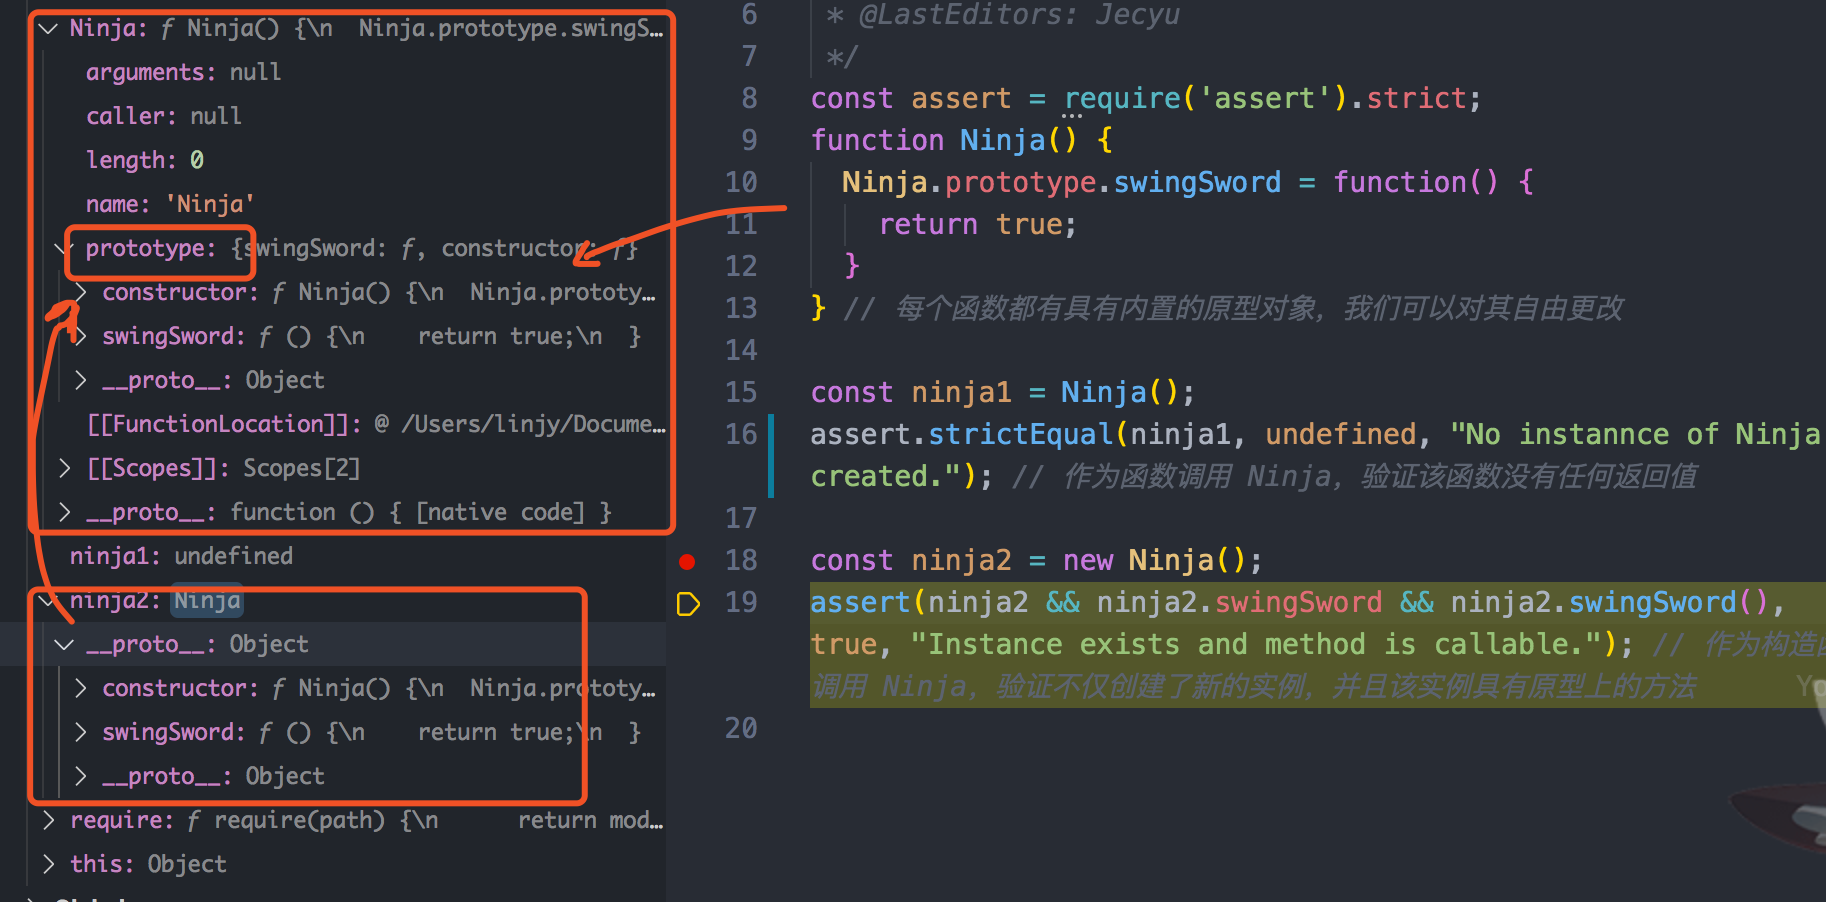 Ninja: ƒ Ninja() {\n  Ninja.prototype.swingS…
arguments: null
caller: null
length: 0
name: 'Ninja'
prototype: {swingSword: ƒ, constructor: ƒ}
constructor: ƒ Ninja() {\n  Ninja.prototy…
swingSword: ƒ () {\n    return true;\n  }
__proto__: Object
[[FunctionLocation]]: @ /Users/linjy/Docume…
[[Scopes]]: Scopes[2]
__proto__: function () { [native code] }
ninja1: undefined
ninja2: Ninja
__proto__: Object
constructor: ƒ Ninja() {\n  Ninja.prototy…
swingSword: ƒ () {\n    return true;\n  }
__proto__: Object
require: ƒ require(path) {\n      return mod…
this: Object
6 * @LastEditors: Jecyu
7 */
8 const assert = require('assert').strict;
9 function Ninja() {
10 Ninja.prototype.swingSword = function() {
11 return true;
12 }
13 } // 每个函数都有具有内置的原型对象，我们可以对其自由更改
14
15 const ninja1 = Ninja();
16 assert.strictEqual(ninja1, undefined, "No instannce of Ninja
created."); // 作为函数调用 Ninja，验证该函数没有任何返回值
17
18 const ninja2 = new Ninja();
19 assert(ninja2 && ninja2.swingSword && ninja2.swingSword(),
true, "Instance exists and method is callable."); // 作为构造
调用 Ninja，验证不仅创建了新的实例，并且该实例具有原型上的方法
20